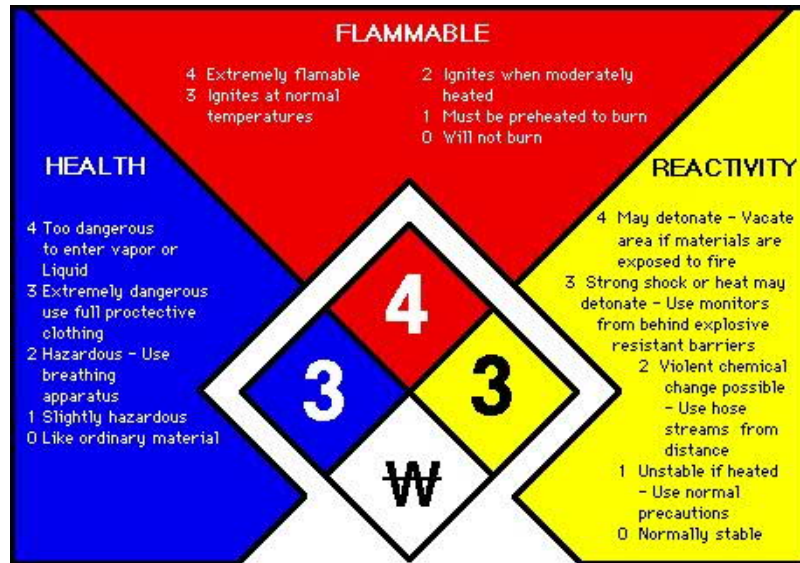 FLAMMABLE
4 Extremely flamable
3 Ignites at normal
temperatures
2 Ignites when moderately
heated
1 Must be preheated to burn
0 Will not burn
HEALTH
4 Too dangerous
to enter vapor or
Liquid
3 Extremely dangerous
use full proctective
clothing
2 Hazardous - Use
breathing
apparatus
1 Slightly hazardous
0 Like ordinary material
REACTIVITY
4 May detonate - Vacate
area if materials are
exposed to fire
3 Strong shock or heat may
detonate - Use monitors
from behind explosive
resistant barriers
2 Violent chemical
change possible
- Use hose
streams from
distance
1 Unstable if heated
- Use normal
precautions
0 Normally stable
4
3
3
W